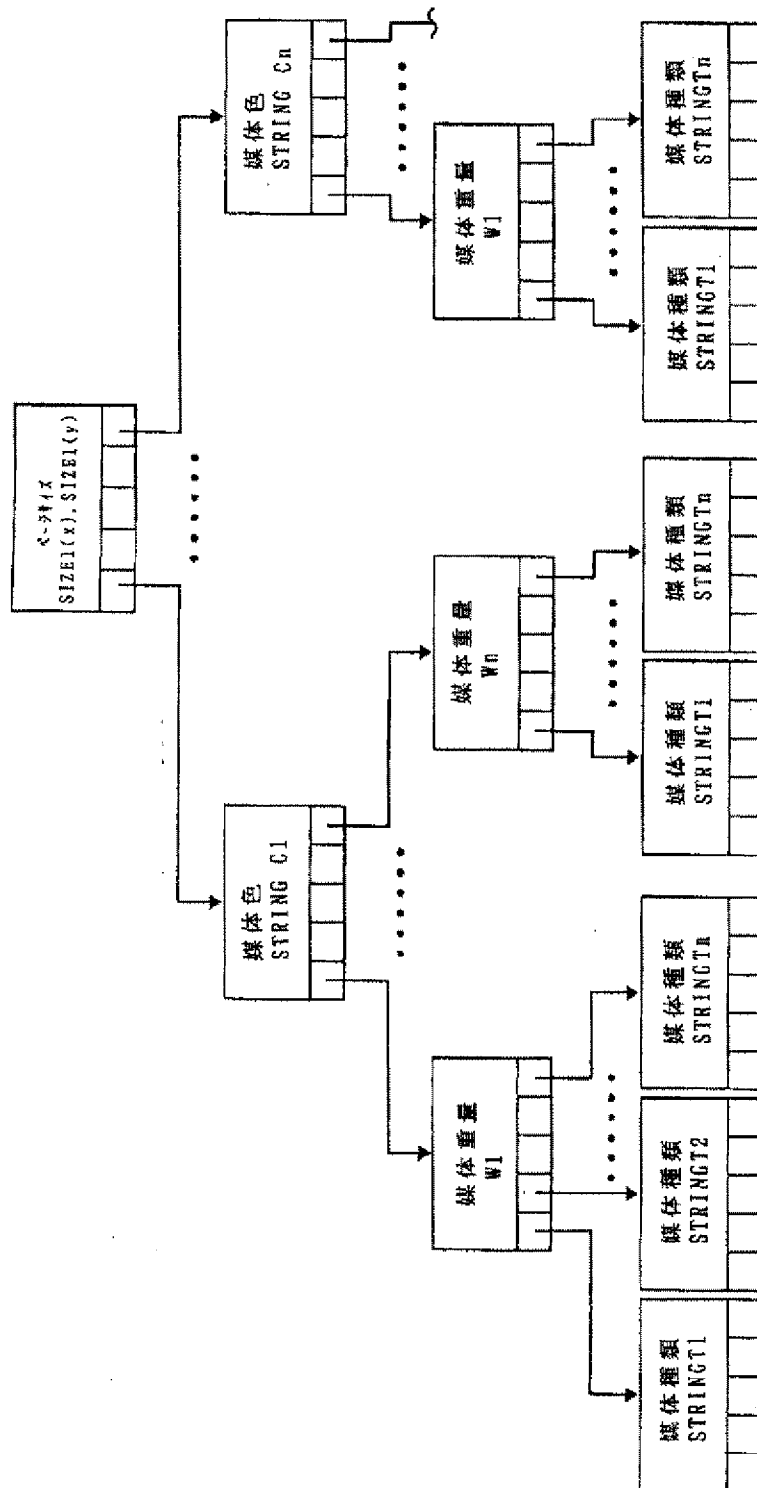 ページサイズ
SIZE1(x), SIZE1(y)
媒体色
STRING C1
媒体色
STRING Cn
媒体重量
W1
媒体重量
Wn
媒体重量
W1
媒体種類
STRINGT1
媒体種類
STRINGT2
媒体種類
STRINGTn
媒体種類
STRINGT1
媒体種類
STRINGTn
媒体種類
STRINGT1
媒体種類
STRINGTn